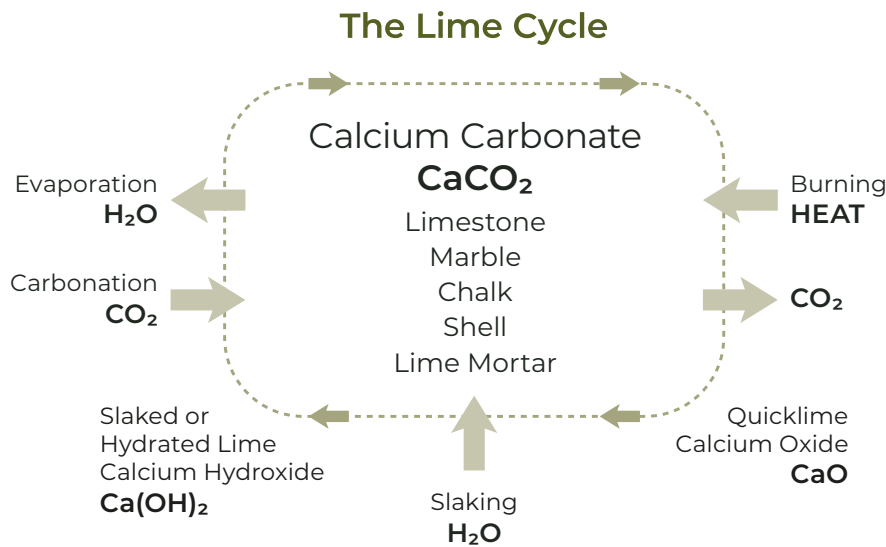 The Lime Cycle
Calcium Carbonate
CaCO₂
Limestone
Marble
Chalk
Shell
Lime Mortar
Evaporation
H₂O
Carbonation
CO₂
Burning
HEAT
CO₂
Slaked or
Hydrated Lime
Calcium Hydroxide
Ca(OH)₂
Slaking
H₂O
Quicklime
Calcium Oxide
CaO